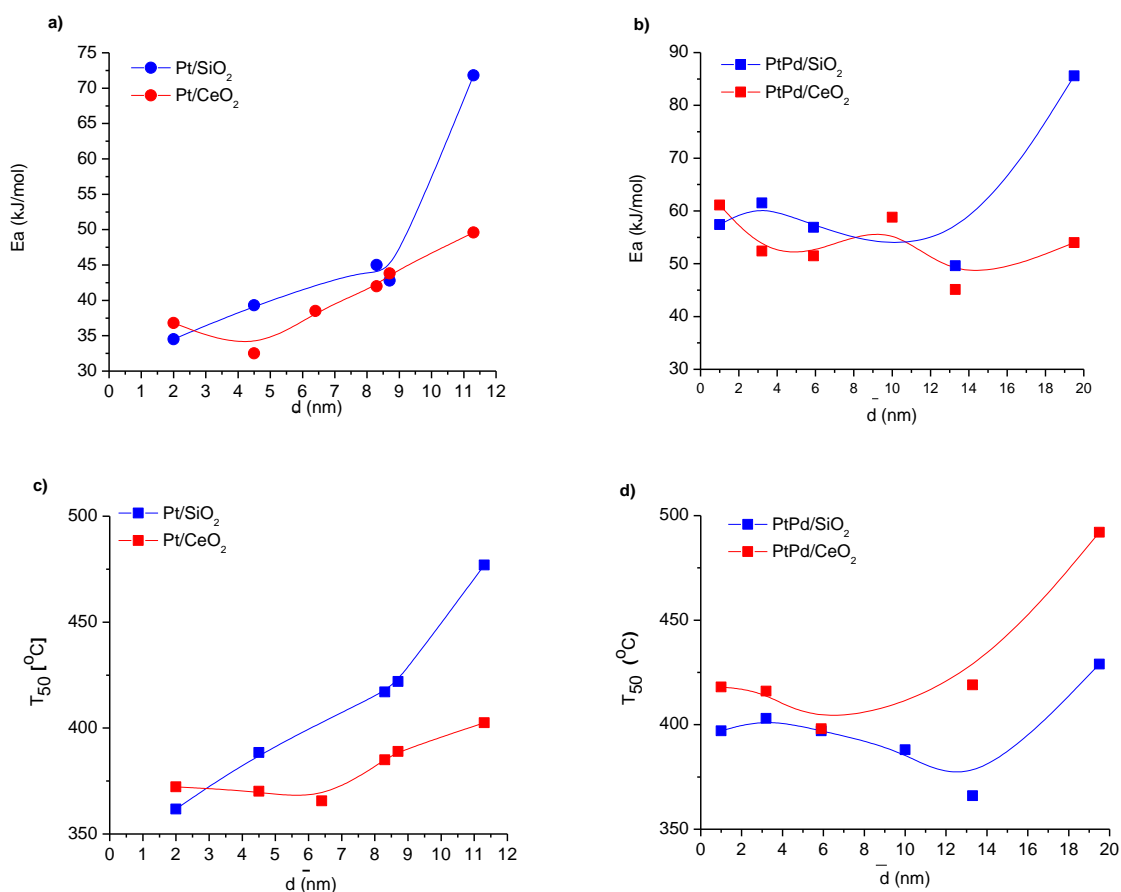 a)
75
70
65
60
55
50
45
40
35
30
Ea (kJ/mol)
Pt/SiO₂
Pt/CeO₂
0 1 2 3 4 5 6 7 8 9 10 11 12
d (nm)
b)
90
80
70
60
50
40
30
Ea (kJ/mol)
PtPd/SiO₂
PtPd/CeO₂
0 2 4 6 8 10 12 14 16 18 20
d̄ (nm)
c)
500
450
400
350
T₅₀ [⁰C]
Pt/SiO₂
Pt/CeO₂
0 1 2 3 4 5 6 7 8 9 10 11 12
d̄ (nm)
d)
500
450
400
350
T₅₀ (⁰C)
PtPd/SiO₂
PtPd/CeO₂
0 2 4 6 8 10 12 14 16 18 20
d̄ (nm)